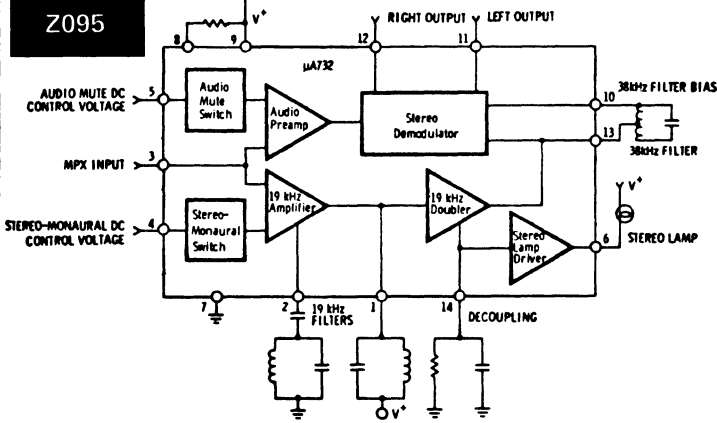 Z095
V+
8
9
12
RIGHT OUTPUT
11
LEFT OUTPUT
μA732
AUDIO MUTE DC
CONTROL VOLTAGE
5
Audio
Mute
Switch
Audio
Preamp
Stereo
Demodulator
10
38kHz FILTER BIAS
13
38kHz FILTER
MPX INPUT
3
STEREO-MONAURAL DC
CONTROL VOLTAGE
4
Stereo-
Monaural
Switch
19 kHz
Amplifier
19 kHz
Doubler
Stereo
Lamp
Driver
V+
6
STEREO LAMP
7
2
19 kHz
FILTERS
1
14
DECOUPLING
V+